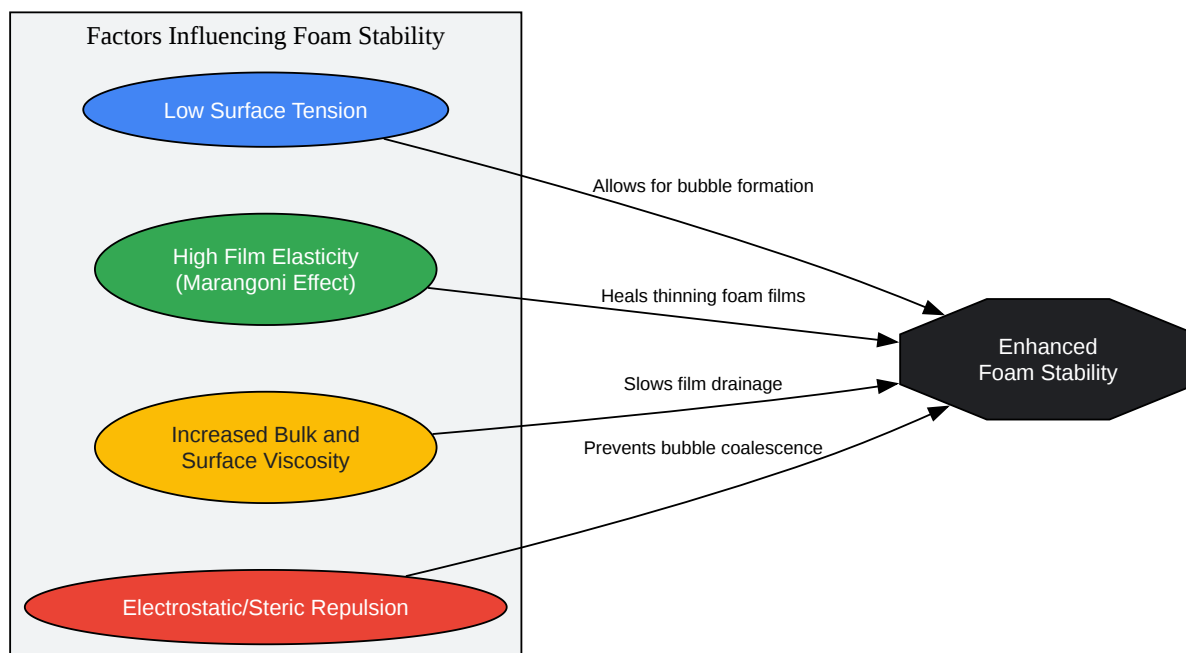 Factors Influencing Foam Stability
Low Surface Tension
Allows for bubble formation
High Film Elasticity
(Marangoni Effect)
Heals thinning foam films
Enhanced
Foam Stability
Slows film drainage
Increased Bulk and
Surface Viscosity
Prevents bubble coalescence
Electrostatic/Steric Repulsion